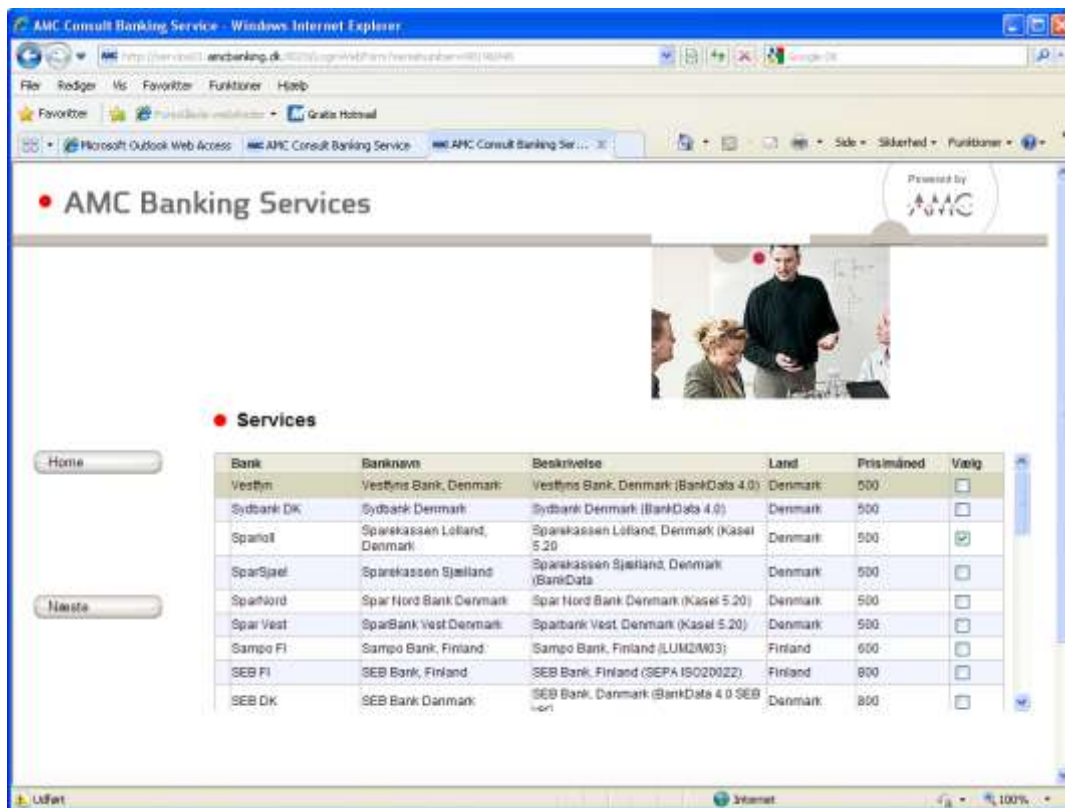 AMC Consult Banking Service - Windows Internet Explorer
amcbanking.dk
Filer Rediger Vis Favoritter Funktioner Hjælp
Favoritter Gratis Hotmail
Microsoft Outlook Web Access AMC Consult Banking Service AMC Consult Banking Ser... Side Sikkerhed Funktioner
AMC Banking Services
Powered by
AMC
Services
Home
Næste
Bank Banknavn Beskrivelse Land Pris/måned Vælg
Vestfyn Vestfyns Bank, Denmark Vestfyns Bank, Denmark (BankData 4.0) Denmark 500
Sydbank DK Sydbank Denmark Sydbank Denmark (BankData 4.0) Denmark 500
Sparloll Sparekassen Lolland, Denmark Sparekassen Lolland, Denmark (Kasel 5.20 Denmark 500
SparSjael Sparekassen Sjælland Sparekassen Sjælland, Denmark (BankData Denmark 500
SparNord Spar Nord Bank Denmark Spar Nord Bank Denmark (Kasel 5.20) Denmark 500
Spar Vest SparBank Vest Denmark Sparbank Vest, Denmark (Kasel 5.20) Denmark 500
Sampo FI Sampo Bank, Finland Sampo Bank, Finland (LUM2/M03) Finland 600
SEB FI SEB Bank, Finland SEB Bank, Finland (SEPA ISO20022) Finland 800
SEB DK SEB Bank Danmark SEB Bank, Danmark (BankData 4.0 SEB Denmark 800
Udført Internet 100%